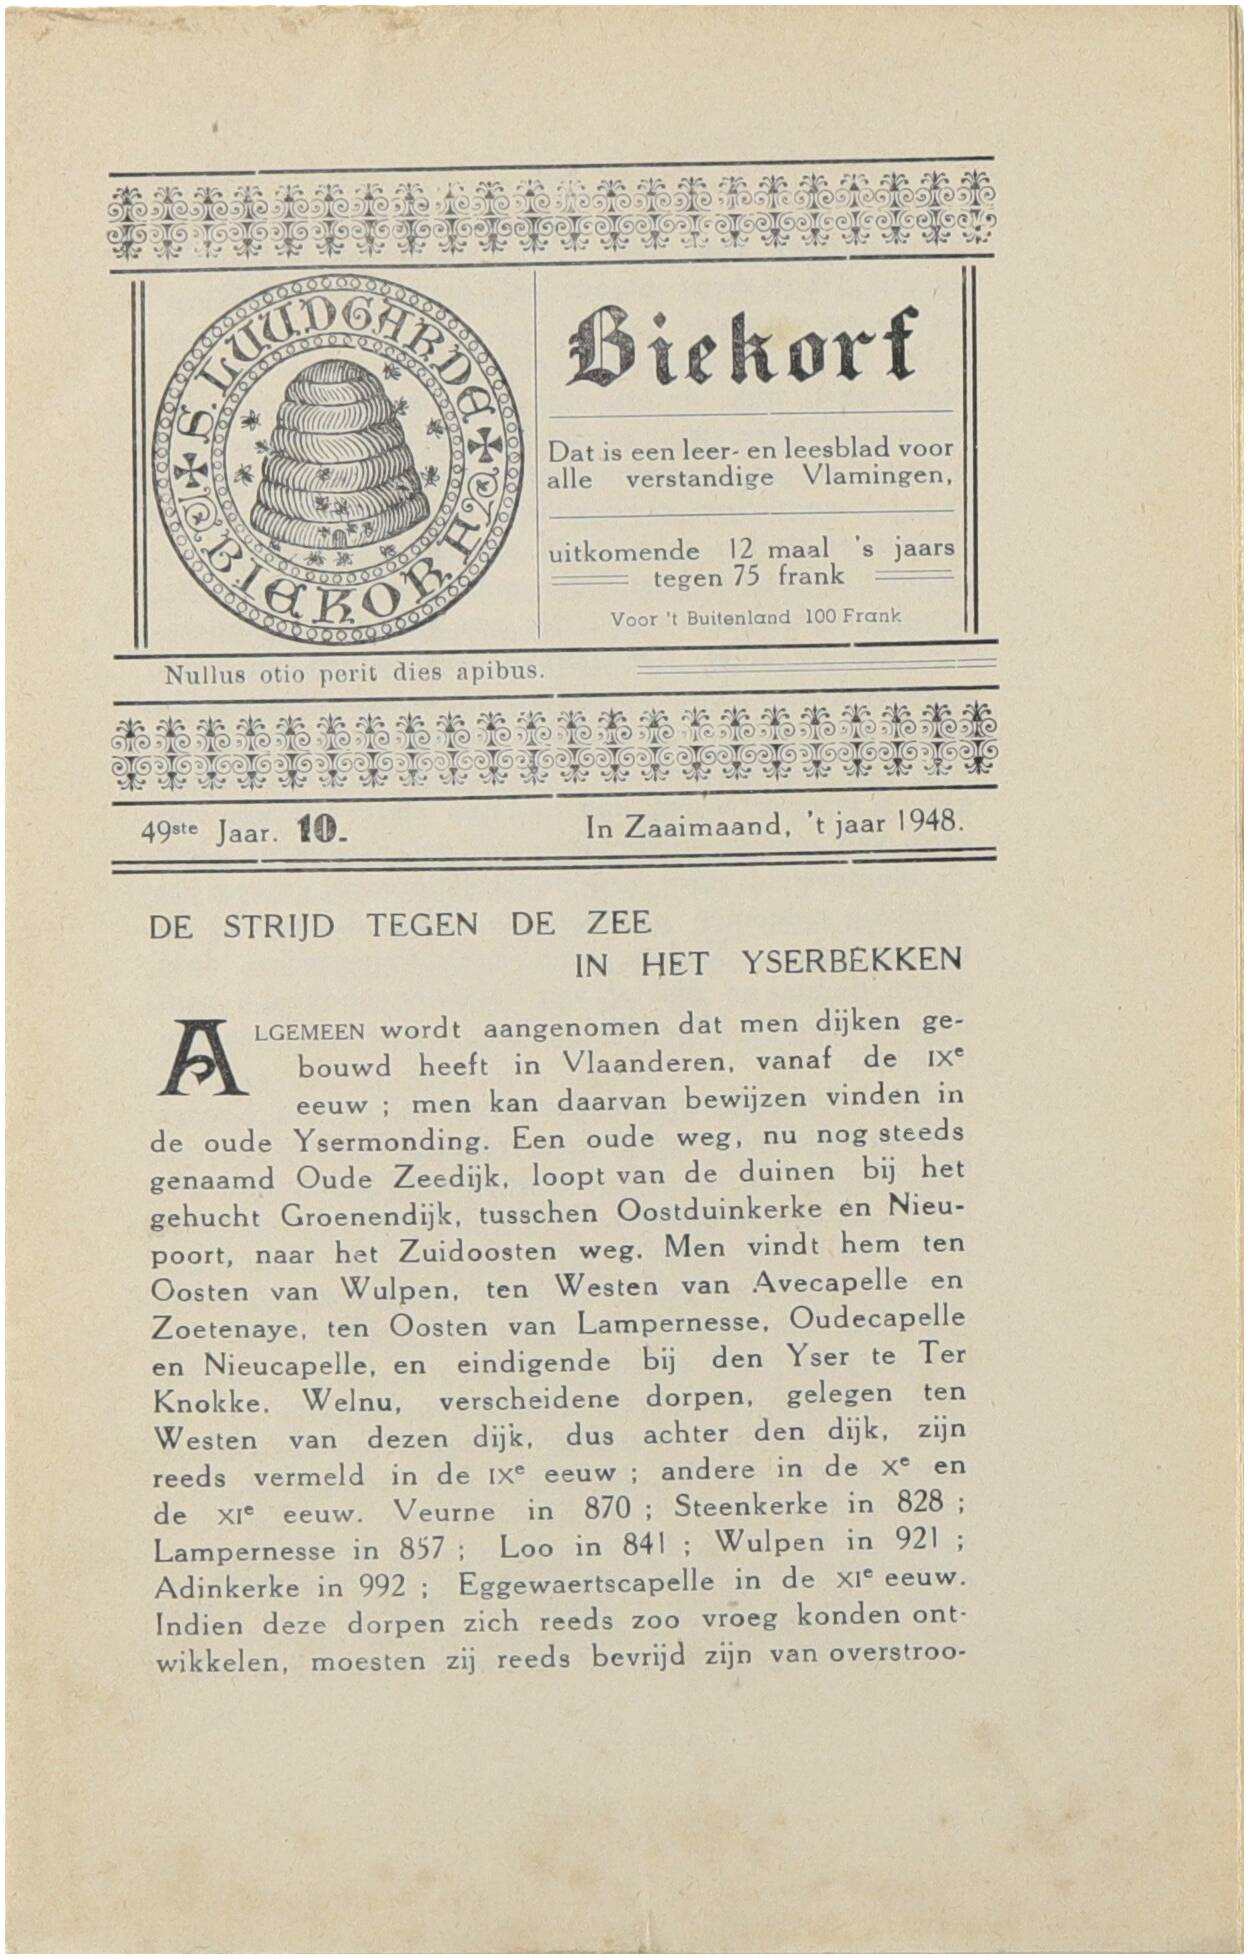 S. LUUDGARDE
BIEKORH
Biekorf
Dat is een leer- en leesblad voor
alle verstandige Vlamingen,
uitkomende 12 maal 's jaars
tegen 75 frank
Voor 't Buitenland 100 Frank
Nullus otio perit dies apibus.
49ste Jaar. 10.
In Zaaimaand, 't jaar 1948.
DE STRIJD TEGEN DE ZEE
IN HET YSERBEKKEN
ALGEMEEN wordt aangenomen dat men dijken ge-
bouwd heeft in Vlaanderen, vanaf de IXe
eeuw ; men kan daarvan bewijzen vinden in
de oude Ysermonding. Een oude weg, nu nog steeds
genaamd Oude Zeedijk, loopt van de duinen bij het
gehucht Groenendijk, tusschen Oostduinkerke en Nieu-
poort, naar het Zuidoosten weg. Men vindt hem ten
Oosten van Wulpen, ten Westen van Avecapelle en
Zoetenaye, ten Oosten van Lampernesse, Oudecapelle
en Nieucapelle, en eindigende bij den Yser te Ter
Knokke. Welnu, verscheidene dorpen, gelegen ten
Westen van dezen dijk, dus achter den dijk, zijn
reeds vermeld in de IXe eeuw ; andere in de Xe en
de XIe eeuw. Veurne in 870 ; Steenkerke in 828 ;
Lampernesse in 857 ; Loo in 841 ; Wulpen in 921 ;
Adinkerke in 992 ; Eggewaertscapelle in de XIe eeuw.
Indien deze dorpen zich reeds zoo vroeg konden ont-
wikkelen, moesten zij reeds bevrijd zijn van overstroo-